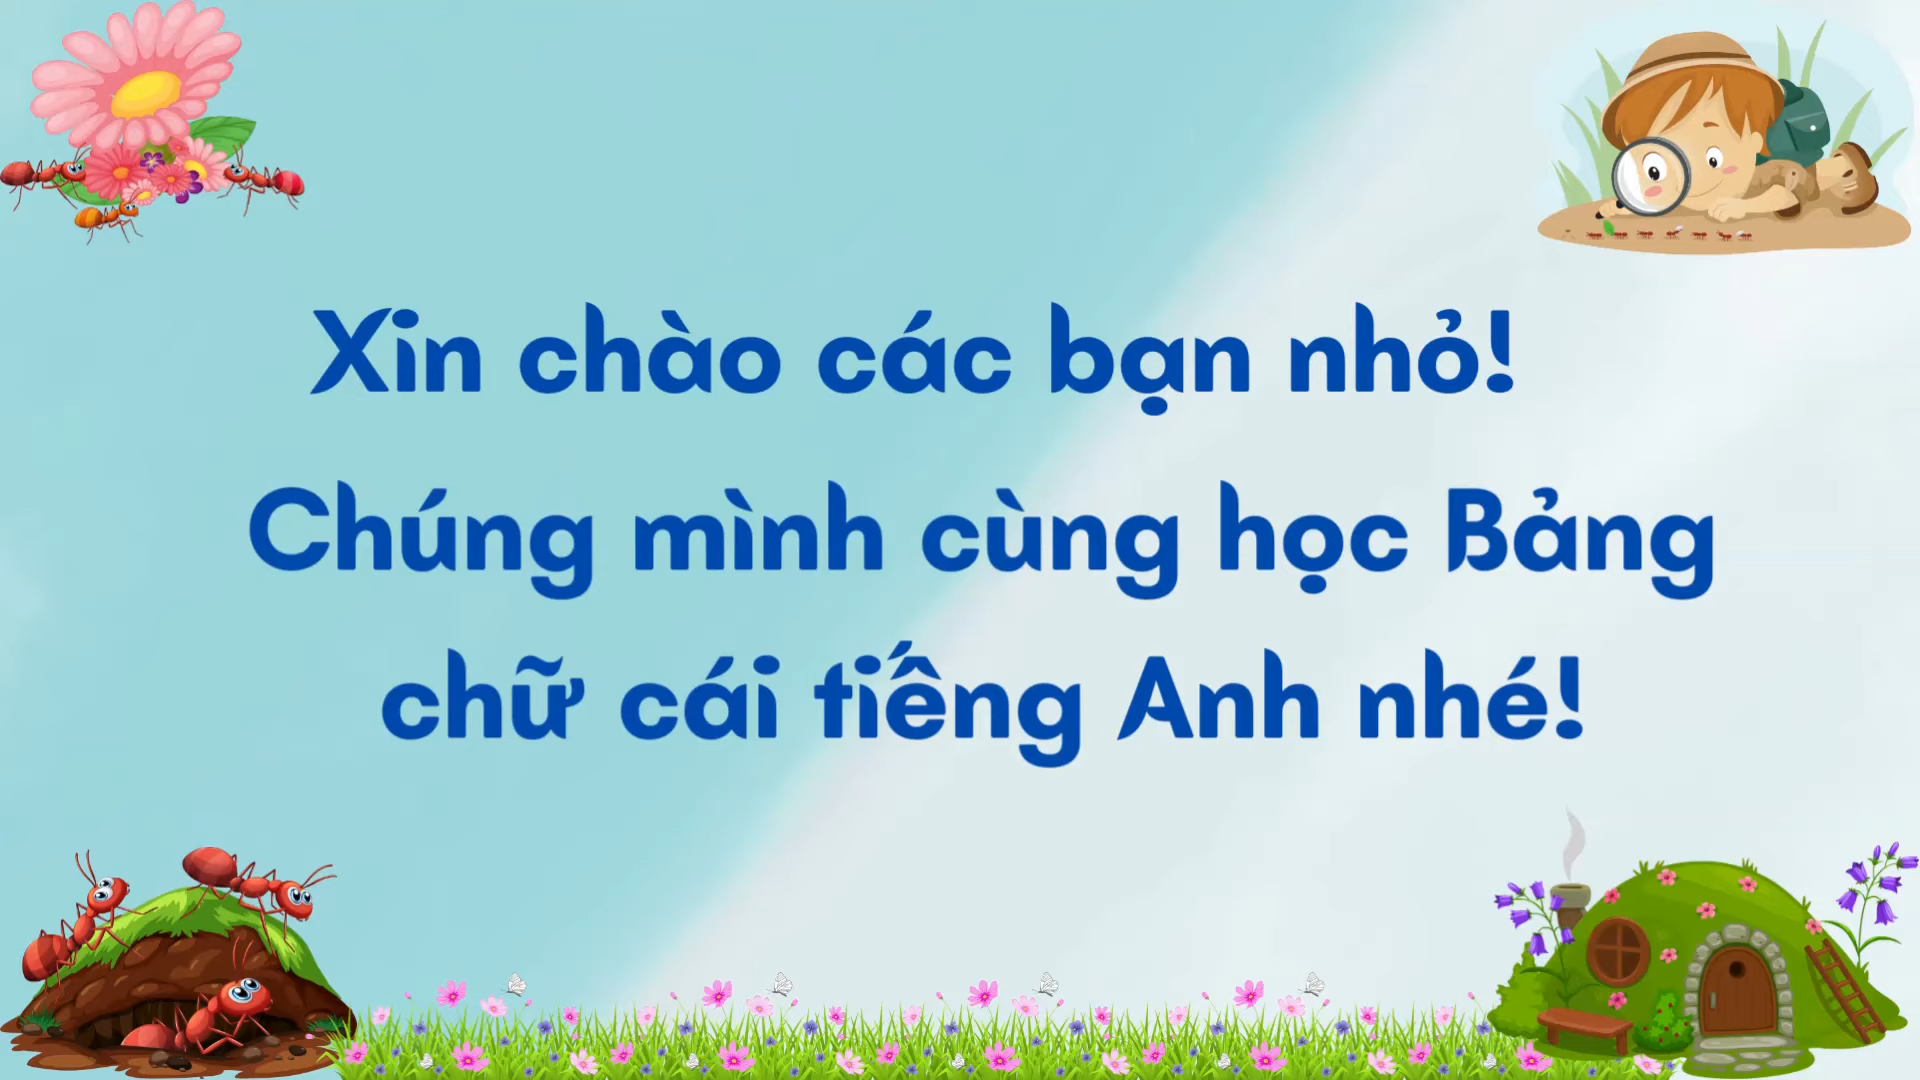 Xin chào các bạn nhỏ!
Chúng mình cùng học Bảng
chữ cái tiếng Anh nhé!